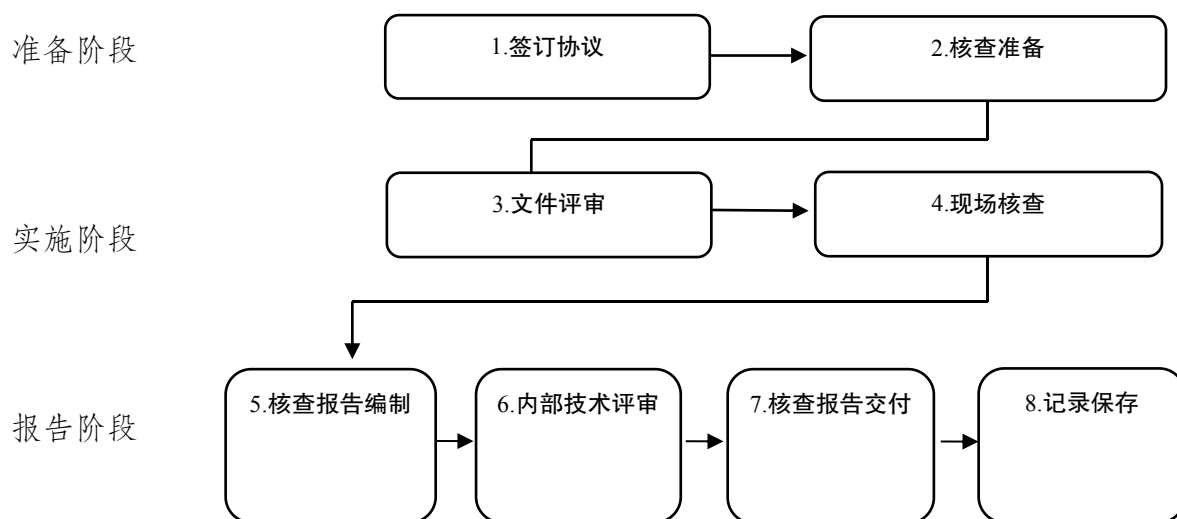 准备阶段
1.签订协议
2.核查准备
实施阶段
3.文件评审
4.现场核查
报告阶段
5.核查报告编制
6.内部技术评审
7.核查报告交付
8.记录保存